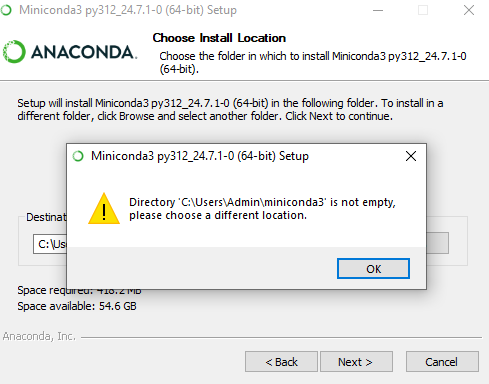 Miniconda3 py312_24.7.1-0 (64-bit) Setup
ANACONDA.
Choose Install Location
Choose the folder in which to install Miniconda3 py312_24.7.1-0
(64-bit).
Setup will install Miniconda3 py312_24.7.1-0 (64-bit) in the following folder. To install in a
different folder, click Browse and select another folder. Click Next to continue.
Miniconda3 py312_24.7.1-0 (64-bit) Setup
Directory 'C:\Users\Admin\miniconda3' is not empty,
please choose a different location.
OK
Space required: 418.2 MB
Space available: 54.6 GB
Anaconda, Inc.
< Back
Next >
Cancel